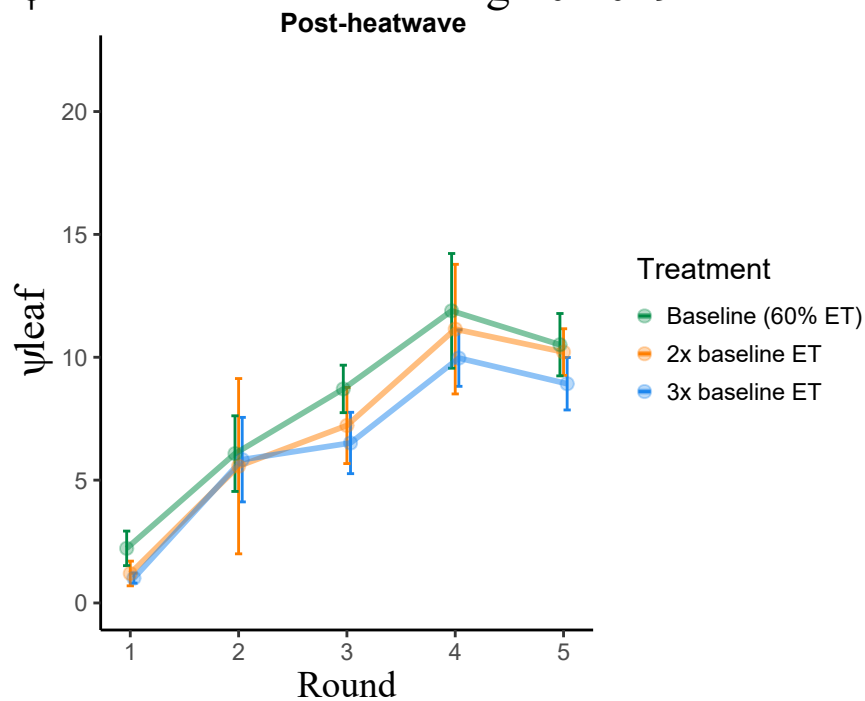 Post-heatwave
20
15
10
5
0
ψleaf
1 2 3 4 5
Round
Treatment
Baseline (60% ET)
2x baseline ET
3x baseline ET